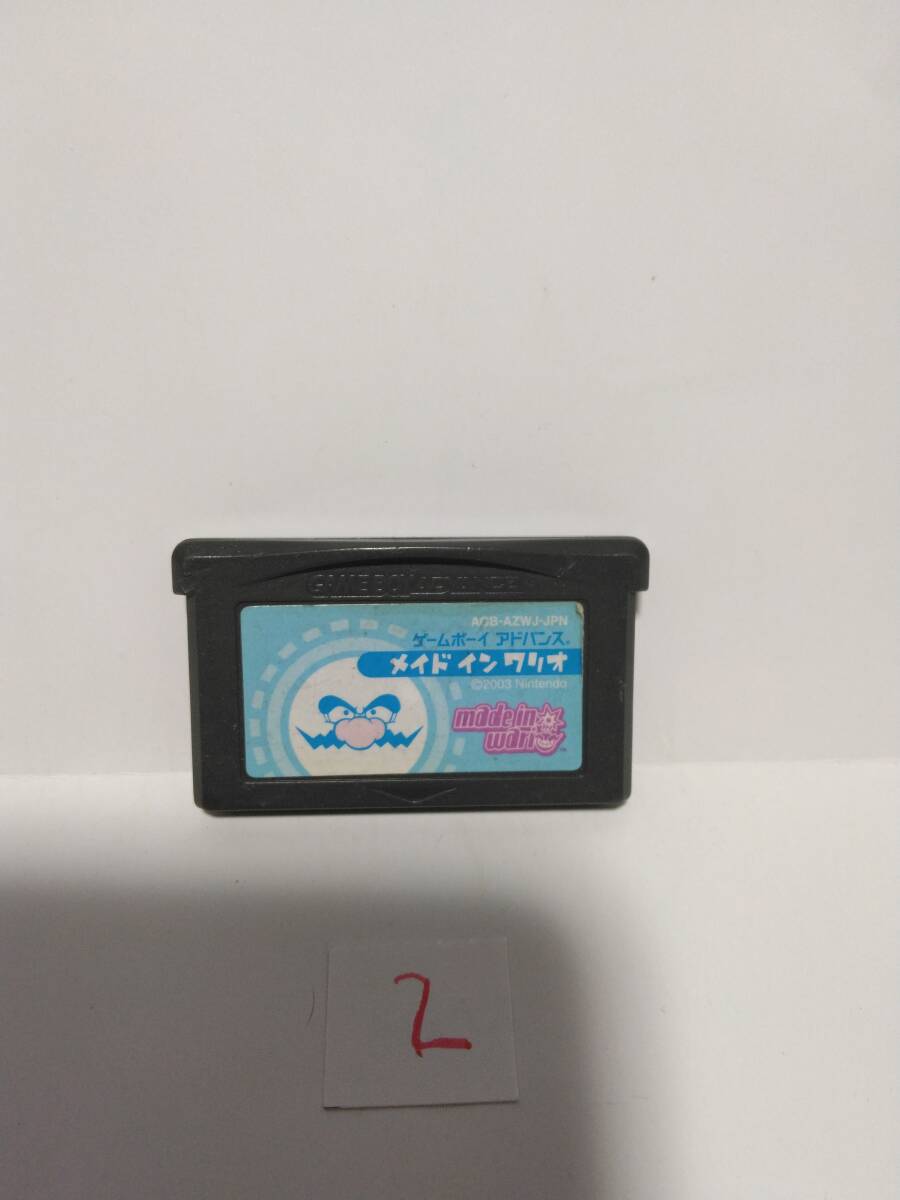 GAME BOY ADVANCE
AGB-AZWJ-JPN
ゲームボーイ アドバンス®
メイド イン ワリオ
©2003 Nintendo
made in
wario™
2